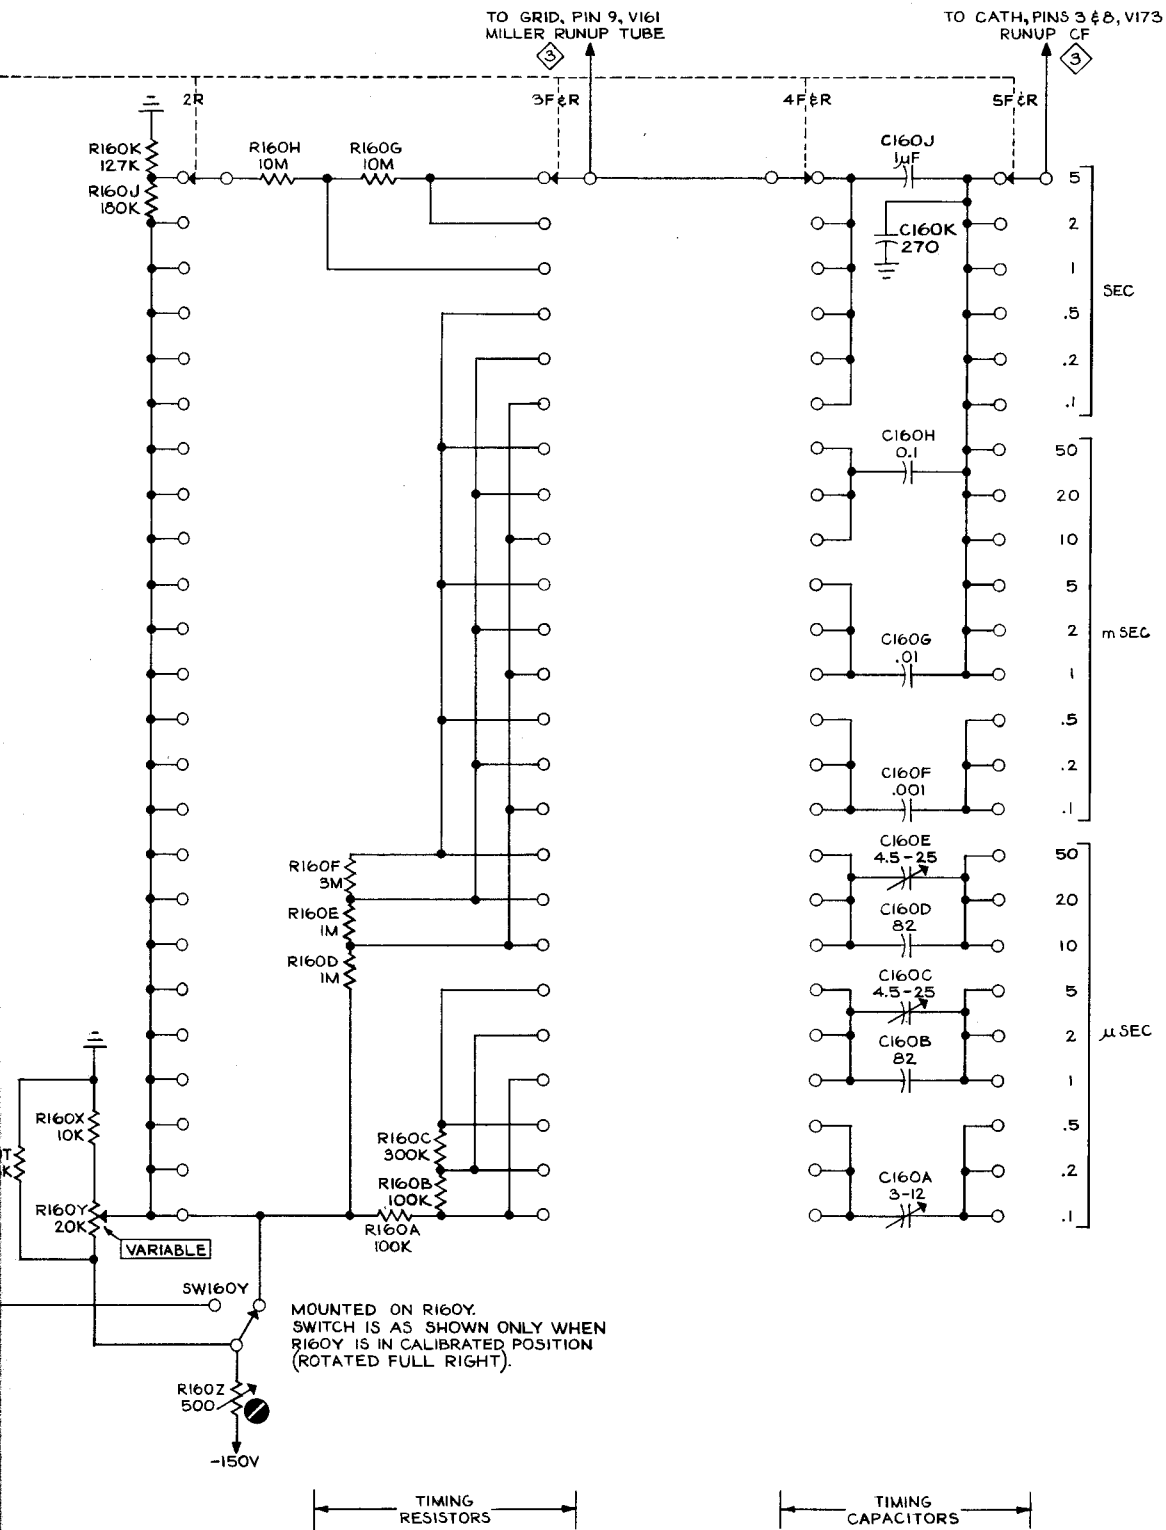 TO GRID, PIN 9, V161
MILLER RUNUP TUBE
3
TO CATH, PINS 3 & 8, V173
RUNUP CF
3
2R
3F&R
4F&R
5F&R
R160K
127K
R160J
180K
R160H
10M
R160G
10M
C160J
1µF
C160K
270
5
2
1
.5
.2
.1
SEC
C160H
0.1
50
20
10
5
2
1
.5
.2
.1
mSEC
C160G
.01
C160F
.001
C160E
4.5-25
C160D
82
C160C
4.5-25
C160B
82
C160A
3-12
50
20
10
5
2
1
.5
.2
.1
µSEC
R160F
3M
R160E
1M
R160D
1M
R160C
300K
R160B
100K
R160A
100K
R160X
10K
T
K
R160Y
20K
VARIABLE
SW160Y
MOUNTED ON R160Y.
SWITCH IS AS SHOWN ONLY WHEN
R160Y IS IN CALIBRATED POSITION
(ROTATED FULL RIGHT).
R160Z
500
-150V
TIMING
RESISTORS
TIMING
CAPACITORS